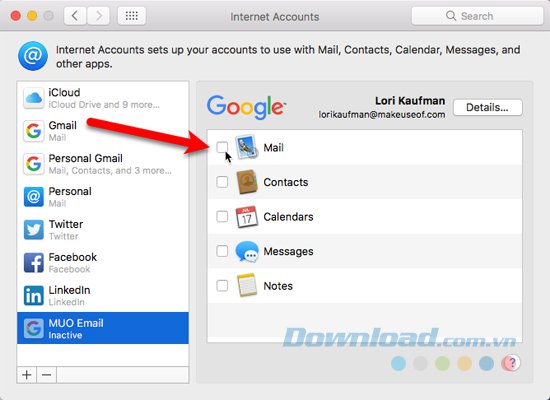 Internet Accounts
Search
Internet Accounts sets up your accounts to use with Mail, Contacts, Calendar, Messages, and
other apps.
iCloud
iCloud Drive and 9 more...
Gmail
Mail
Personal Gmail
Mail, Contacts, and 3 more...
Personal
Mail
Twitter
Twitter
Facebook
Facebook
LinkedIn
LinkedIn
MUO Email
Inactive
Google™
Lori Kaufman
lorikaufman@makeuseof.com
Details...
Mail
Contacts
JUL
17
Calendars
Messages
Notes
Download.com.vn
?
+
−